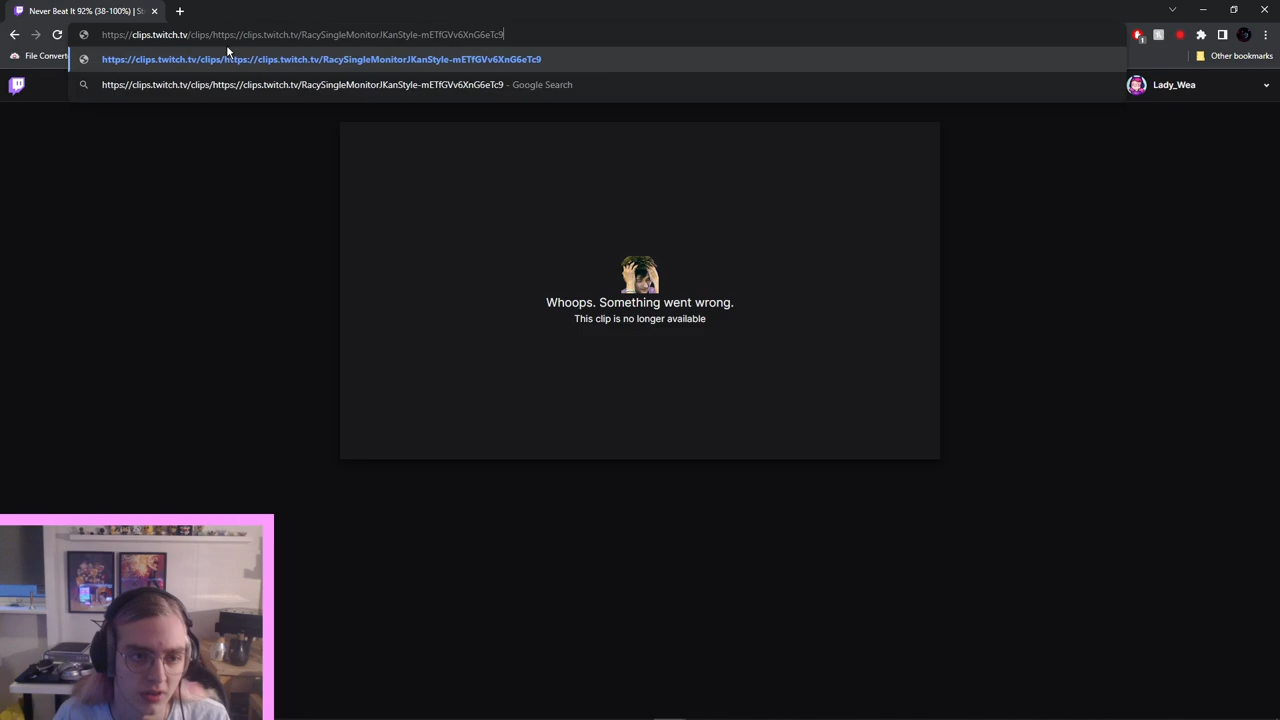 Never Beat It 92% (38-100%) | St
https://clips.twitch.tv/clips/https://clips.twitch.tv/RacySingleMonitorJKanStyle-mETfGVv6XnG6eTc9
File Convert
https://clips.twitch.tv/clips/https://clips.twitch.tv/RacySingleMonitorJKanStyle-mETfGVv6XnG6eTc9
Other bookmarks
https://clips.twitch.tv/clips/https://clips.twitch.tv/RacySingleMonitorJKanStyle-mETfGVv6XnG6eTc9 - Google Search
Lady_Wea
Whoops. Something went wrong.
This clip is no longer available